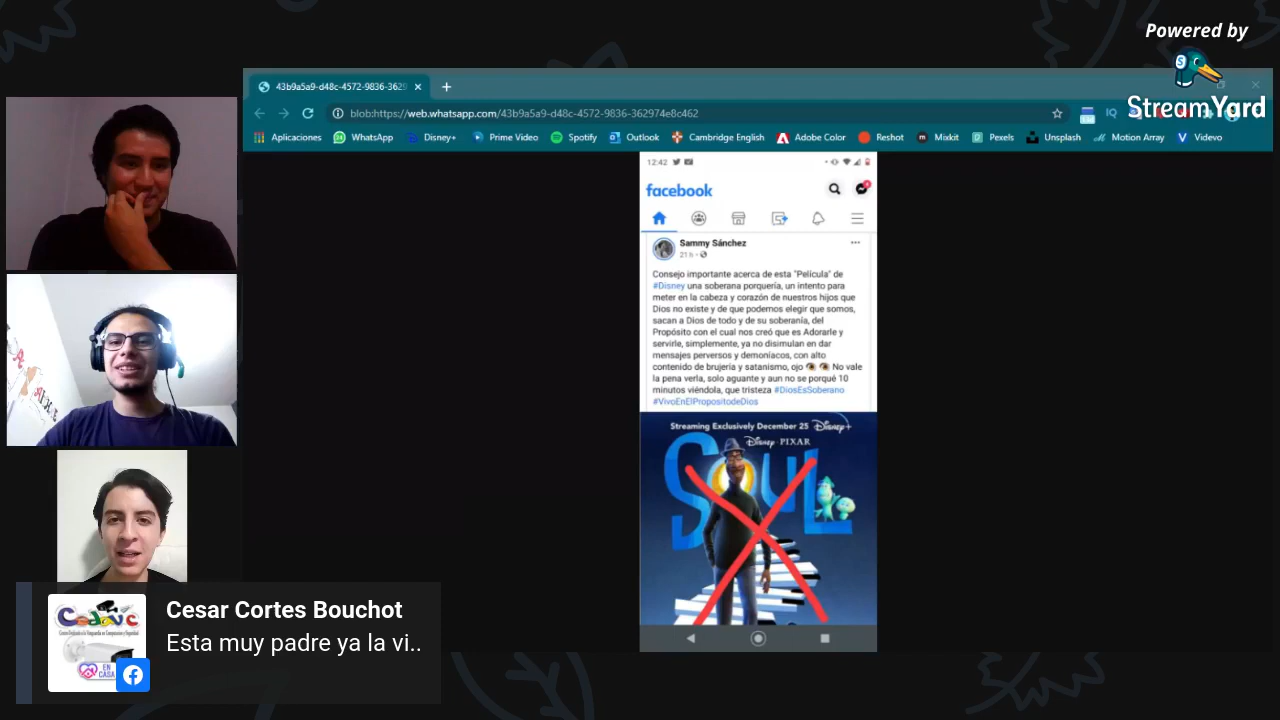 Powered by
StreamYard
43b9a5a9-d48c-4572-9836-362
blob:https://web.whatsapp.com/43b9a5a9-d48c-4572-9836-362974e8c462
Aplicaciones WhatsApp Disney+ Prime Video Spotify Outlook Cambridge English Adobe Color Reshot Mixkit Pexels Unsplash Motion Array Videvo
12:42
facebook
Sammy Sánchez
21 h
Consejo importante acerca de esta "Película" de
#Disney una soberana porquería, un intento para
meter en la cabeza y corazón de nuestros hijos que
Dios no existe y de que podemos elegir que somos,
sacan a Dios de todo y de su soberanía, del
Propósito con el cual nos creó que es Adorarle y
servirle, simplemente, ya no disimulan en dar
mensajes perversos y demoníacos, con alto
contenido de brujería y satanismo, ojo 👁️ 👁️ No vale
la pena verla, solo aguante y aun no se porqué 10
minutos viéndola, que tristeza #DiosEsSoberano
#VivoEnElPropositodeDios
Streaming Exclusively December 25 Disney+
Disney · PIXAR
SOUL
Cesar Cortes Bouchot
Esta muy padre ya la vi..
EN
CASA